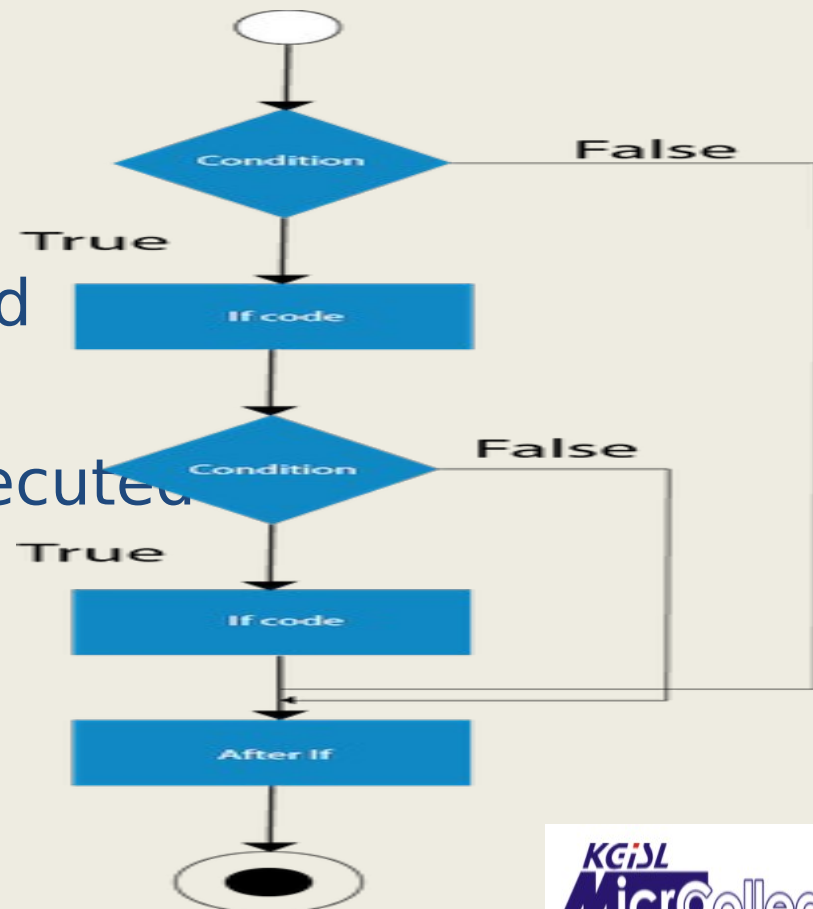 Condition
False
True
d
If code
ecuted
Condition
False
True
If code
After If
KGiSL